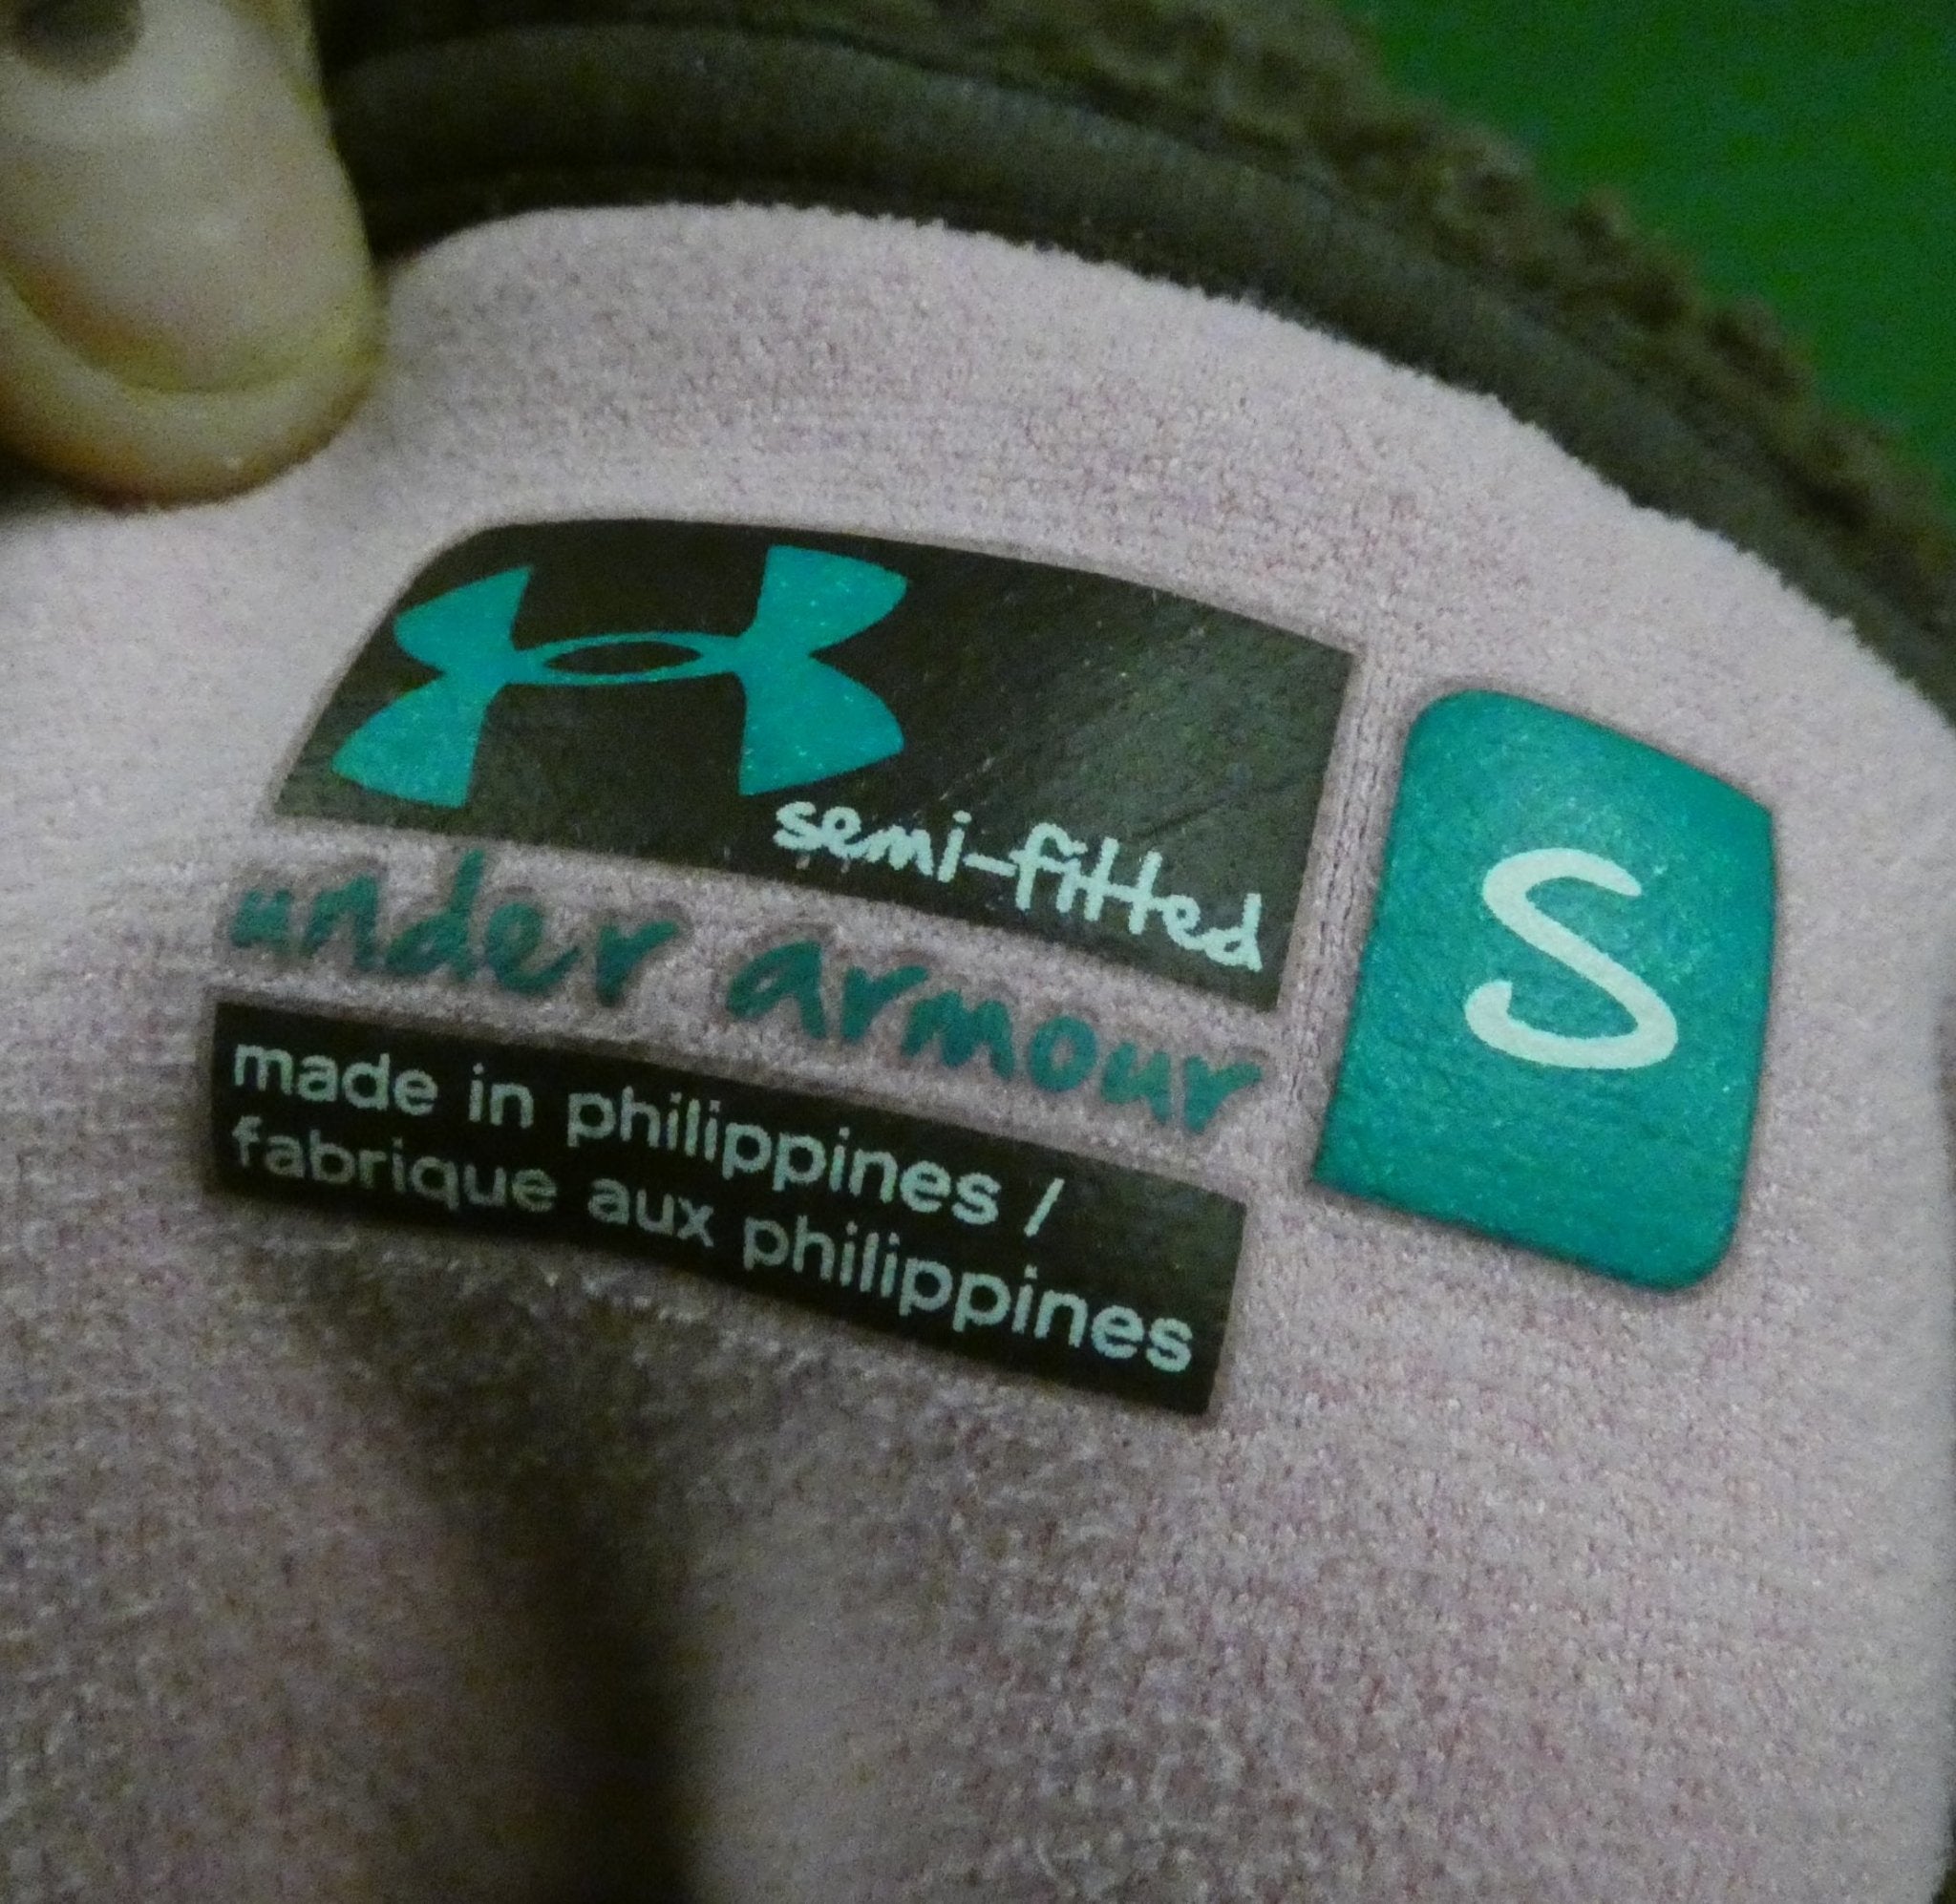 semi-fitted
under armour
made in philippines /
fabrique aux philippines
S